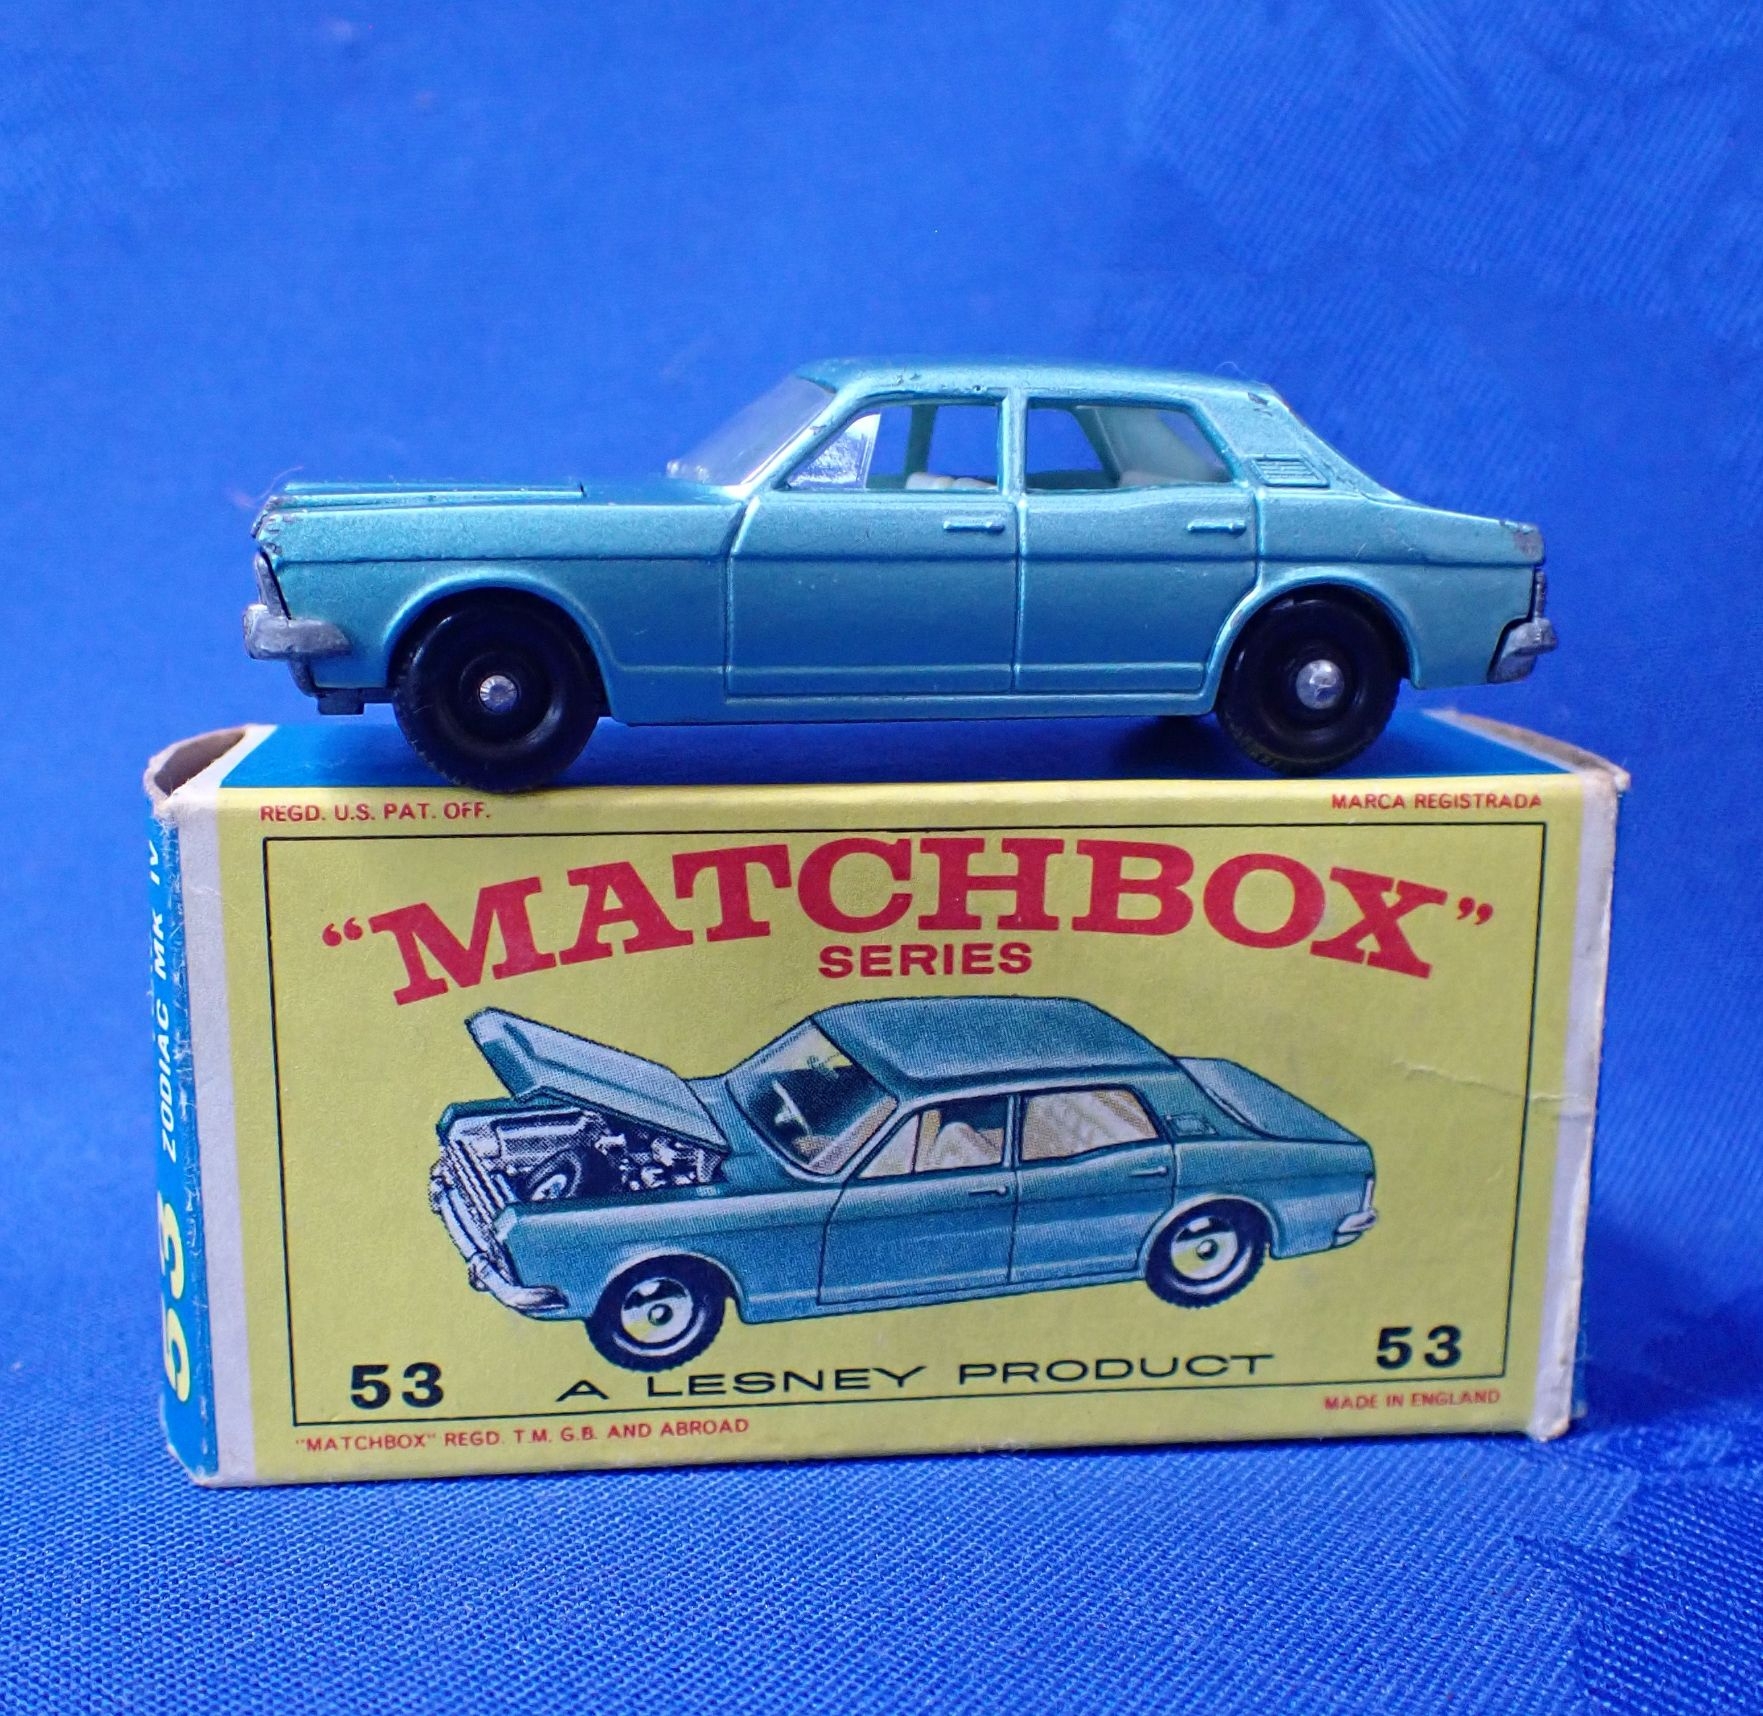 REGD. U.S. PAT. OFF. MARCA REGISTRADA
“MATCHBOX”
SERIES
53 A LESNEY PRODUCT 53
MADE IN ENGLAND
"MATCHBOX" REGD. T.M. G.B. AND ABROAD
53 ZODIAC MK IV